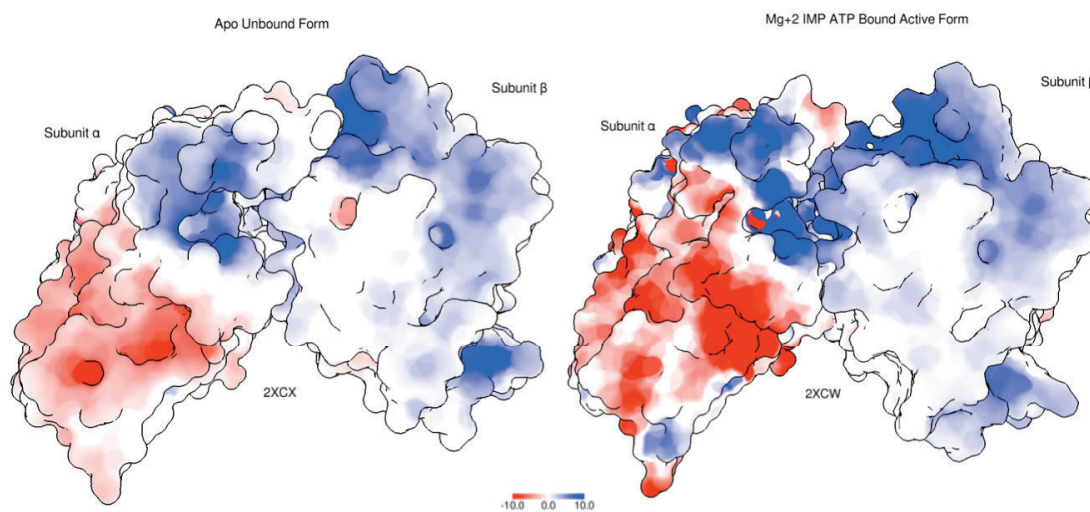 Apo Unbound Form
Mg+2 IMP ATP Bound Active Form
Subunit β
Subunit α
2XCX
Subunit β
Subunit α
2XCW
-10.0 0.0 10.0